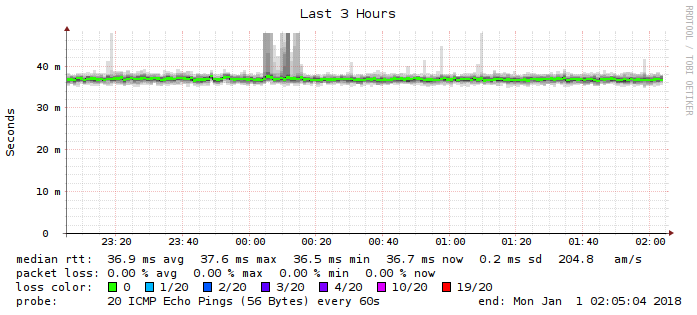 Last 3 Hours
RRDTOOL / TOBI OETIKER
Seconds
40 m
30 m
20 m
10 m
0
23:20 23:40 00:00 00:20 00:40 01:00 01:20 01:40 02:00
median rtt: 36.9 ms avg 37.6 ms max 36.5 ms min 36.7 ms now 0.2 ms sd 204.8 am/s
packet loss: 0.00 % avg 0.00 % max 0.00 % min 0.00 % now
loss color: 0 1/20 2/20 3/20 4/20 10/20 19/20
probe: 20 ICMP Echo Pings (56 Bytes) every 60s end: Mon Jan 1 02:05:04 2018